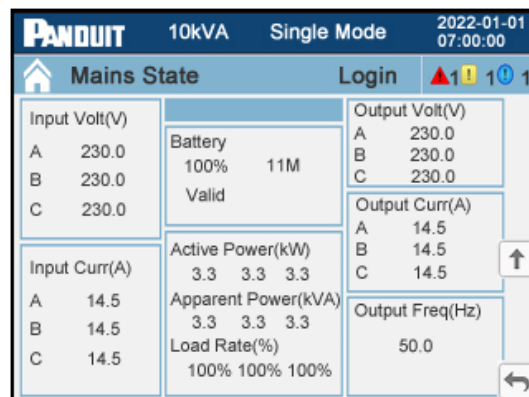 PANDUIT 10kVA Single Mode 2022-01-01
07:00:00
Mains State Login 1 ! 1 ! 1
Input Volt(V)
A 230.0
B 230.0
C 230.0
Input Curr(A)
A 14.5
B 14.5
C 14.5
Battery
100% 11M
Valid
Active Power(kW)
3.3 3.3 3.3
Apparent Power(kVA)
3.3 3.3 3.3
Load Rate(%)
100% 100% 100%
Output Volt(V)
A 230.0
B 230.0
C 230.0
Output Curr(A)
A 14.5
B 14.5
C 14.5
Output Freq(Hz)
50.0